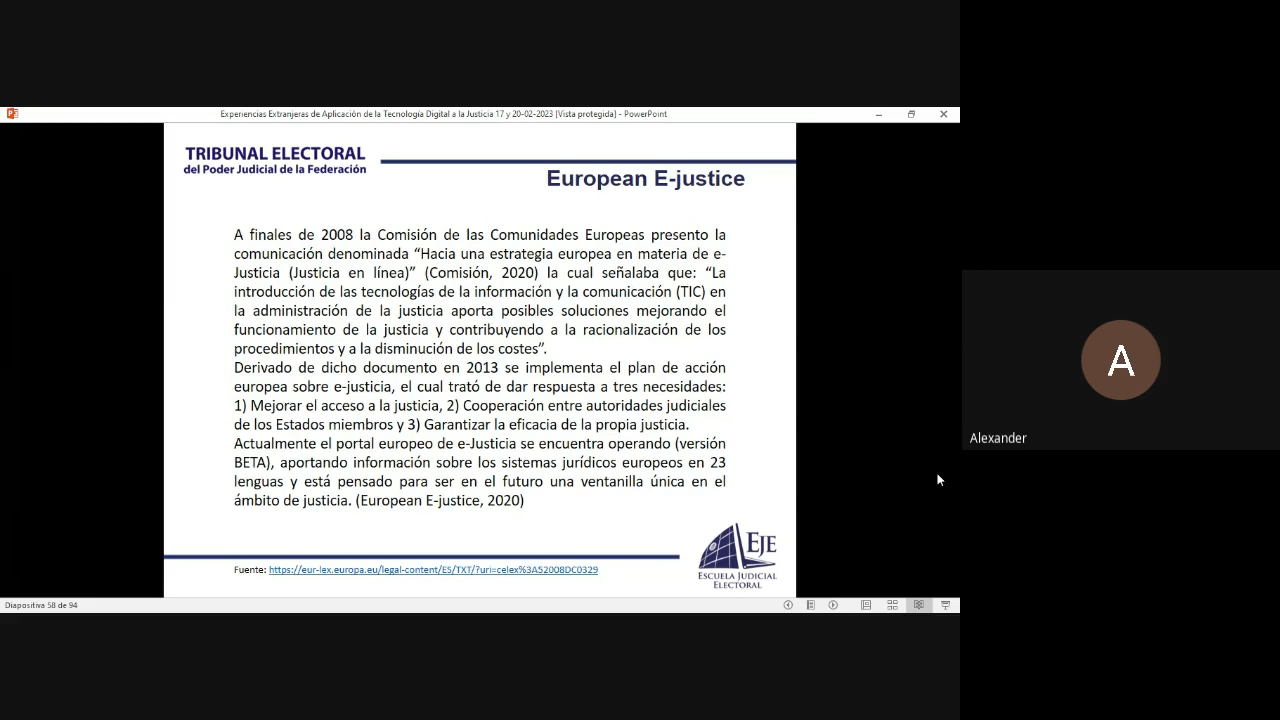 Experiencias Extranjeras de Aplicación de la Tecnología Digital a la Justicia 17 y 20-02-2023 [Vista protegida] - PowerPoint
TRIBUNAL ELECTORAL
del Poder Judicial de la Federación
European E-justice
A finales de 2008 la Comisión de las Comunidades Europeas presento la
comunicación denominada “Hacia una estrategia europea en materia de e-
Justicia (Justicia en línea)” (Comisión, 2020) la cual señalaba que: “La
introducción de las tecnologías de la información y la comunicación (TIC) en
la administración de la justicia aporta posibles soluciones mejorando el
funcionamiento de la justicia y contribuyendo a la racionalización de los
procedimientos y a la disminución de los costes”.
Derivado de dicho documento en 2013 se implementa el plan de acción
europea sobre e-justicia, el cual trató de dar respuesta a tres necesidades:
1) Mejorar el acceso a la justicia, 2) Cooperación entre autoridades judiciales
de los Estados miembros y 3) Garantizar la eficacia de la propia justicia.
Actualmente el portal europeo de e-Justicia se encuentra operando (versión
BETA), aportando información sobre los sistemas jurídicos europeos en 23
lenguas y está pensado para ser en el futuro una ventanilla única en el
ámbito de justicia. (European E-justice, 2020)
EJE
ESCUELA JUDICIAL
ELECTORAL
Fuente: https://eur-lex.europa.eu/legal-content/ES/TXT/?uri=celex%3A52008DC0329
Diapositiva 58 de 94
A
Alexander